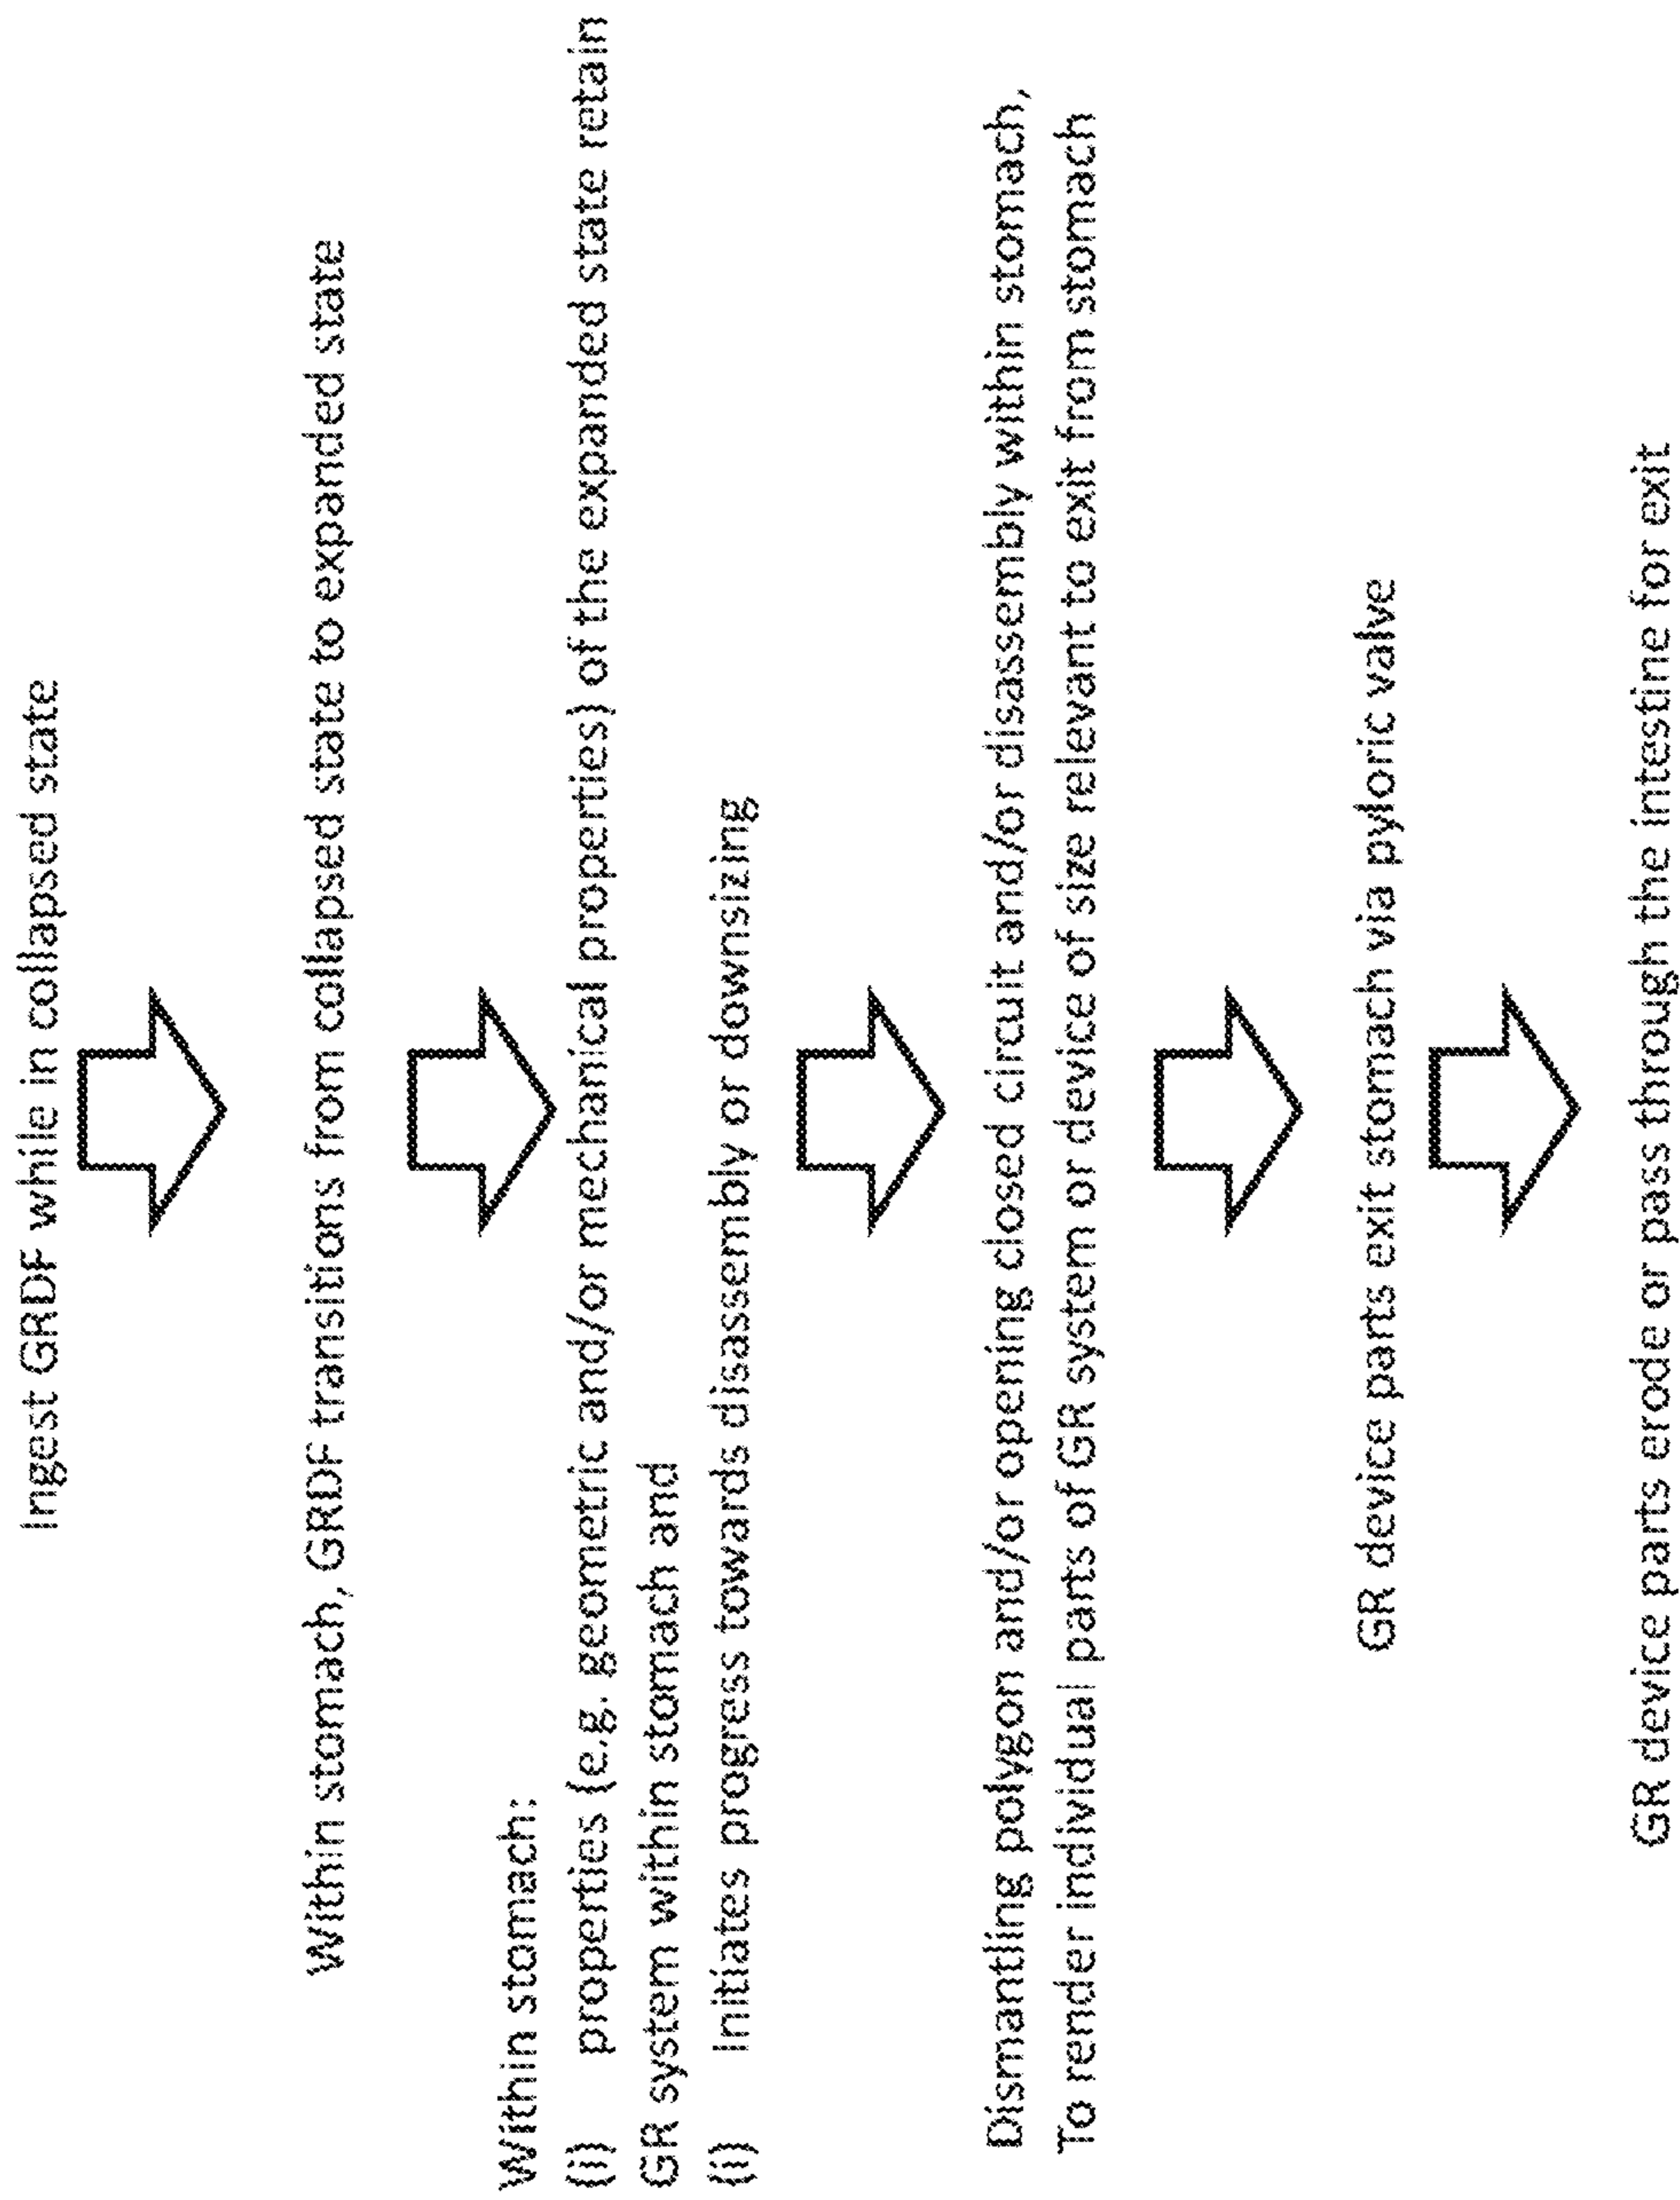 Ingest GRDF while in collapsed state
Within stomach, GRDF transitions from collapsed state to expanded state
Within stomach:
(i) properties (e.g. geometric and/or mechanical properties) of the expanded state retain
GR system within stomach and
(i) Initiates progress towards disassembly or downsizing
Dismantling polygon and/or opening closed circuit and/or disassembly within stomach,
To render individual parts of GR system or device of size relevant to exit from stomach
GR device parts exit stomach via pyloric valve
GR device parts erode or pass through the intestine for exit